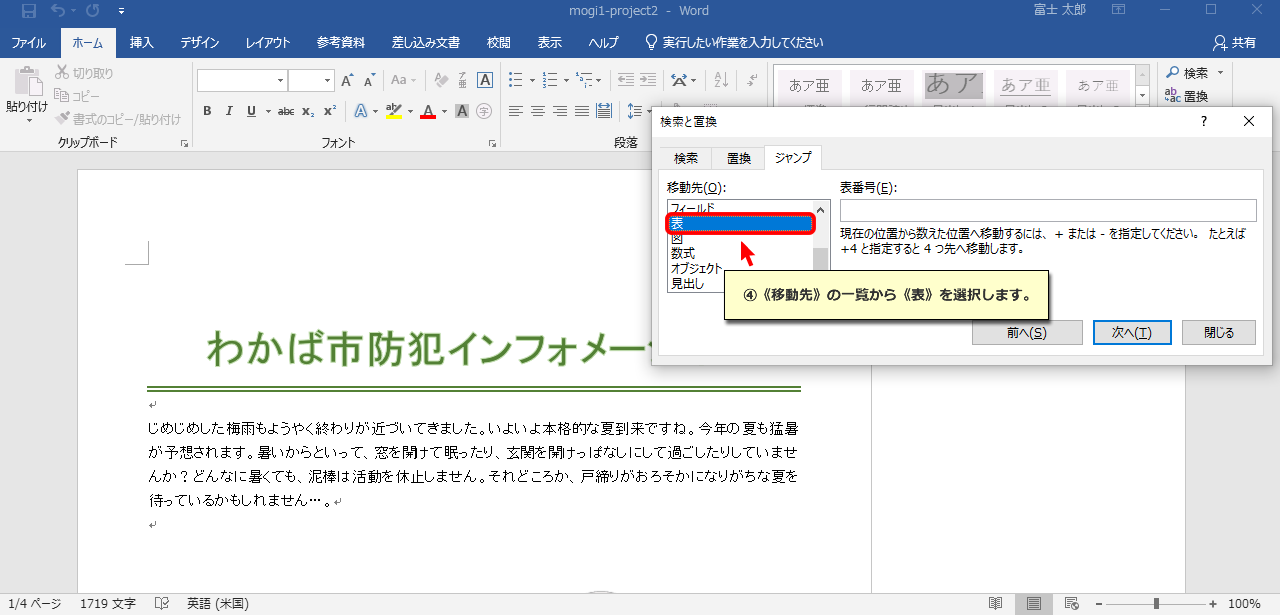 mogi1-project2 - Word
富士 太郎
ファイル ホーム 挿入 デザイン レイアウト 参考資料 差し込み文書 校閲 表示 ヘルプ 実行したい作業を入力してください 共有
切り取り
コピー
書式のコピー/貼り付け
貼り付け
クリップボード
Aa
A
B I U abc x₂ x²
A ab A A 字
フォント
段落
あア亜 あア亜 あア あア亜 あア亜
検索
置換
検索と置換
? ×
検索 置換 ジャンプ
移動先(O):
フィールド
表
図
数式
オブジェクト
見出し
表番号(E):
現在の位置から数えた位置へ移動するには、+ または - を指定してください。 たとえば
+4 と指定すると 4 つ先へ移動します。
④《移動先》の一覧から《表》を選択します。
前へ(S) 次へ(T) 閉じる
わかば市防犯インフォメー
じめじめした梅雨もようやく終わりが近づいてきました。いよいよ本格的な夏到来ですね。今年の夏も猛暑
が予想されます。暑いからといって、窓を開けて眠ったり、玄関を開けっぱなしにして過ごしたりしていませ
んか?どんなに暑くても、泥棒は活動を休止しません。それどころか、戸締りがおろそかになりがちな夏を
待っているかもしれません…。
1/4 ページ 1719 文字 英語 (米国) 100%